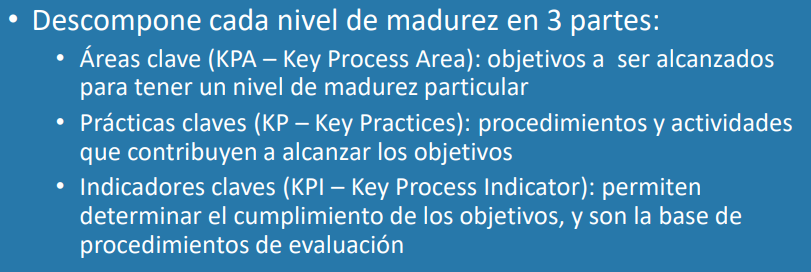 • Descompone cada nivel de madurez en 3 partes:
• Áreas clave (KPA – Key Process Area): objetivos a  ser alcanzados
para tener un nivel de madurez particular
• Prácticas claves (KP – Key Practices): procedimientos y actividades
que contribuyen a alcanzar los objetivos
• Indicadores claves (KPI – Key Process Indicator): permiten
determinar el cumplimiento de los objetivos, y son la base de
procedimientos de evaluación